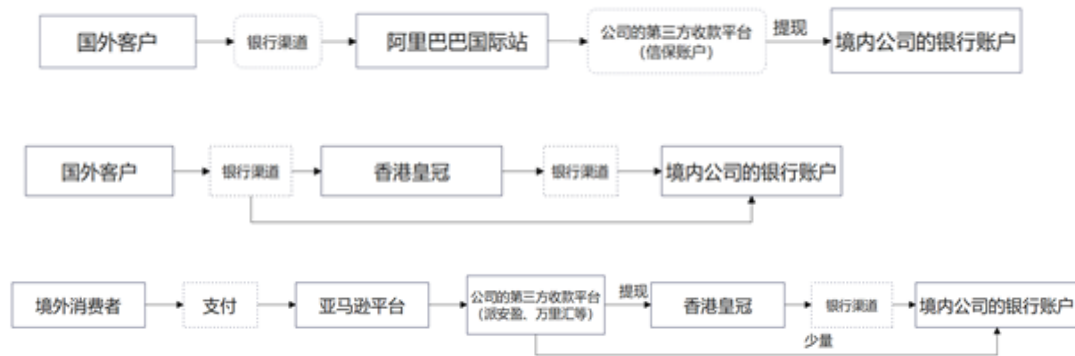 国外客户
银行渠道
阿里巴巴国际站
公司的第三方收款平台
（信保账户）
提现
境内公司的银行账户
国外客户
银行渠道
香港皇冠
银行渠道
境内公司的银行账户
境外消费者
支付
亚马逊平台
公司的第三方收款平台
（派安盈、万里汇等）
提现
香港皇冠
银行渠道
境内公司的银行账户
少量